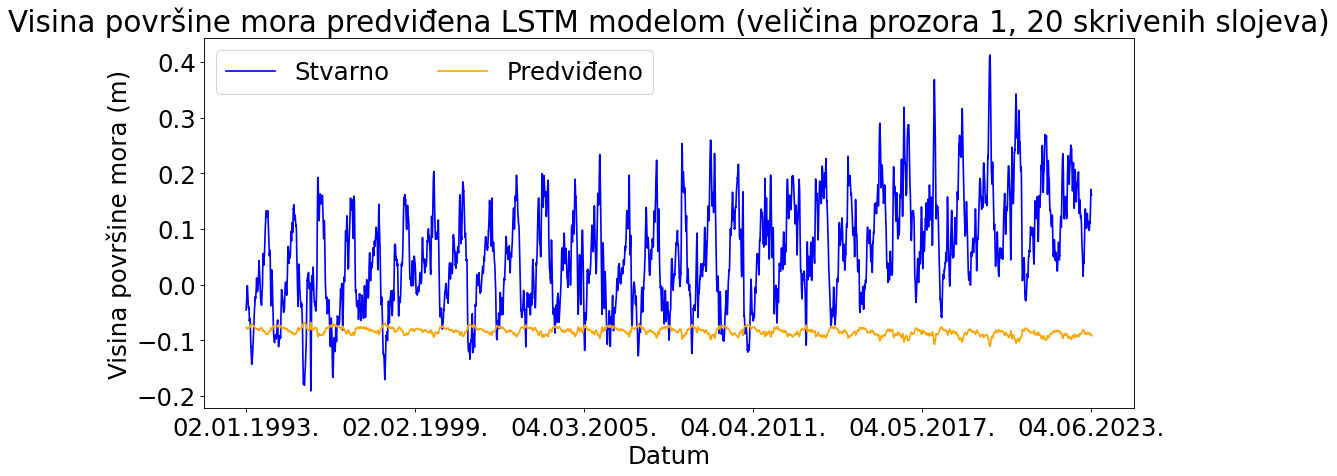 Visina površine mora predviđena LSTM modelom (veličina prozora 1, 20 skrivenih slojeva)
Stvarno
Predviđeno
Visina površine mora (m)
0.4
0.3
0.2
0.1
0.0
−0.1
−0.2
02.01.1993.
02.02.1999.
04.03.2005.
04.04.2011.
04.05.2017.
04.06.2023.
Datum